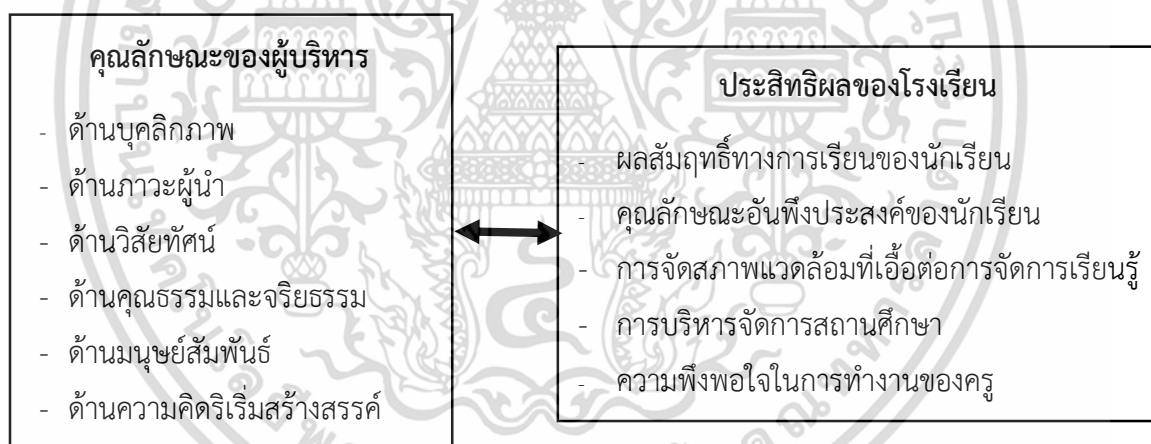 คุณลักษณะของผู้บริหาร
- ด้านบุคลิกภาพ
- ด้านภาวะผู้นำ
- ด้านวิสัยทัศน์
- ด้านคุณธรรมและจริยธรรม
- ด้านมนุษย์สัมพันธ์
- ด้านความคิดริเริ่มสร้างสรรค์
ประสิทธิผลของโรงเรียน
- ผลสัมฤทธิ์ทางการเรียนของนักเรียน
- คุณลักษณะอันพึงประสงค์ของนักเรียน
- การจัดสภาพแวดล้อมที่เอื้อต่อการจัดการเรียนรู้
- การบริหารจัดการสถานศึกษา
- ความพึงพอใจในการทำงานของครู